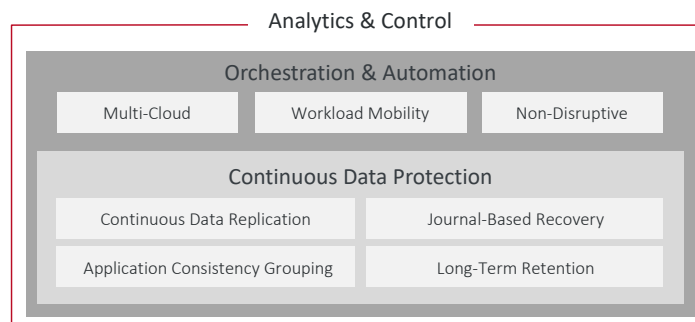 Analytics & Control
Orchestration & Automation
Multi-Cloud
Workload Mobility
Non-Disruptive
Continuous Data Protection
Continuous Data Replication
Journal-Based Recovery
Application Consistency Grouping
Long-Term Retention